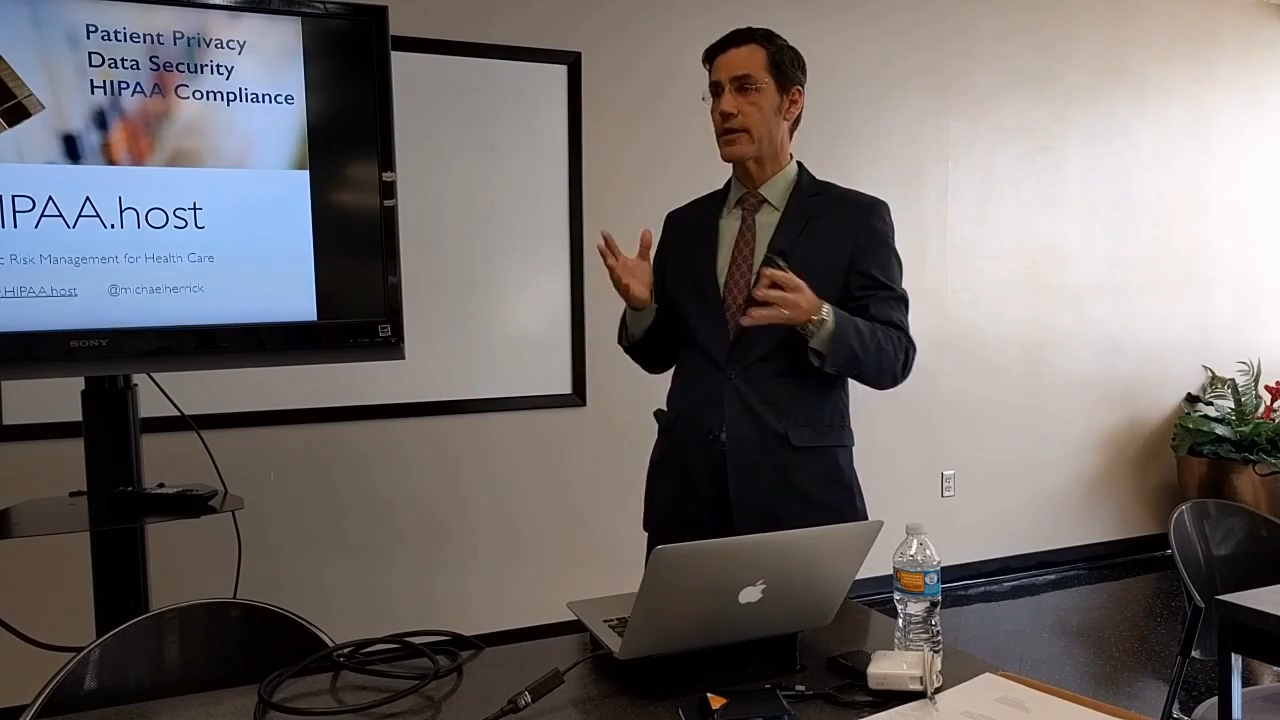 Patient Privacy
Data Security
HIPAA Compliance
IPAA.host
Risk Management for Health Care
.HIPAA.host @michaelherrick
SONY